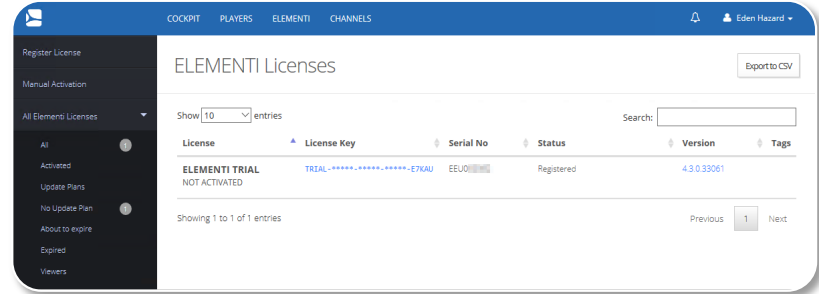 COCKPIT PLAYERS ELEMENTI CHANNELS Eden Hazard
Register License
Manual Activation
All Elementi Licenses
All 1
Activated
Update Plans
No Update Plan 1
About to expire
Expired
Viewers
ELEMENTI Licenses
Export to CSV
Show 10 entries
Search:
License License Key Serial No Status Version Tags
ELEMENTI TRIAL TRIAL-*****-*****-*****-E7KAU EEU0 Registered 4.3.0.33061
NOT ACTIVATED
Showing 1 to 1 of 1 entries
Previous 1 Next